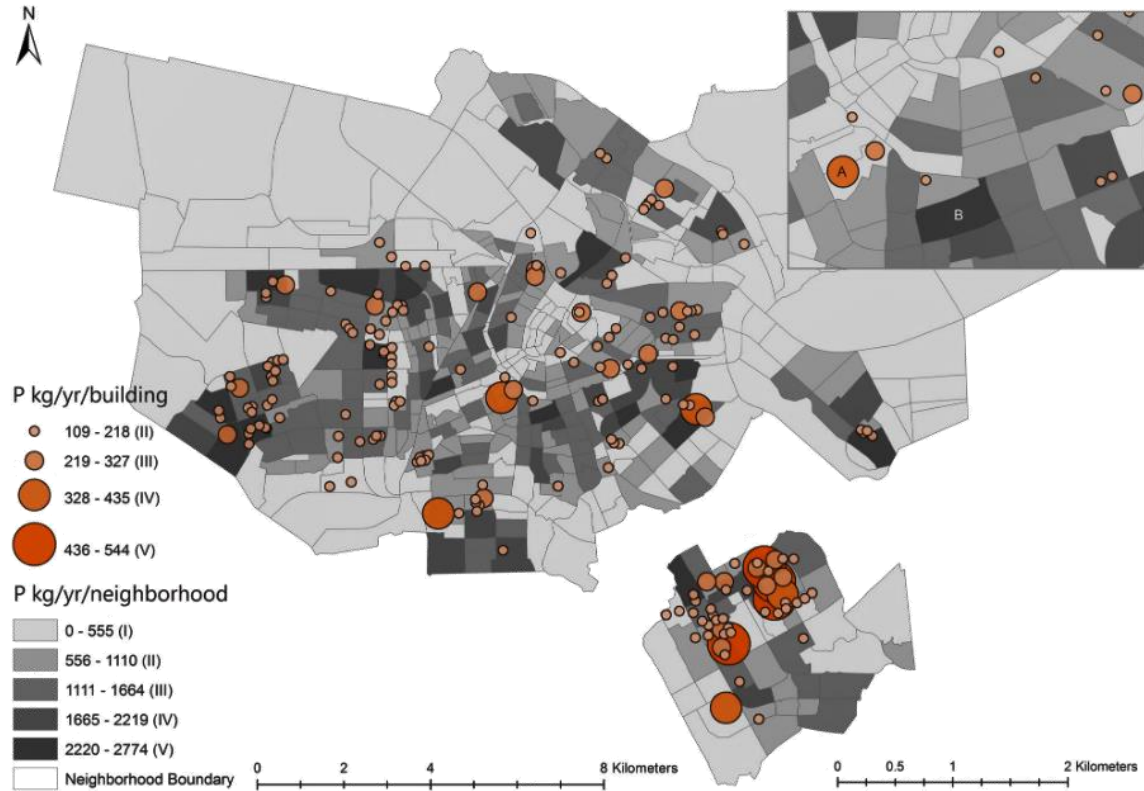 N
A
B
P kg/yr/building
109 - 218 (II)
219 - 327 (III)
328 - 435 (IV)
436 - 544 (V)
P kg/yr/neighborhood
0 - 555 (I)
556 - 1110 (II)
1111 - 1664 (III)
1665 - 2219 (IV)
2220 - 2774 (V)
Neighborhood Boundary
0 2 4 8 Kilometers
0 0.5 1 2 Kilometers